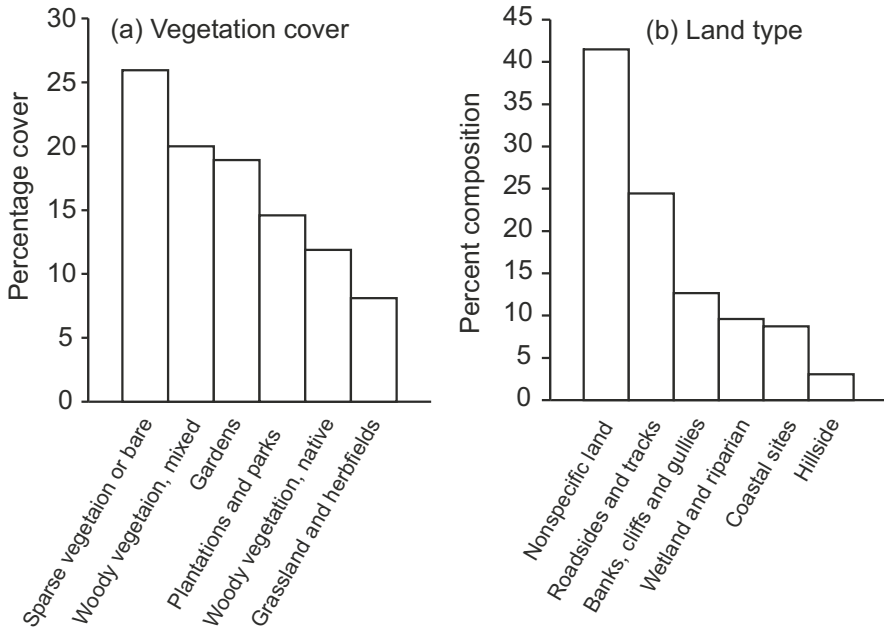 (a) Vegetation cover
Percentage cover
30
25
20
15
10
5
0
Sparse vegetaion or bare
Woody vegetaion, mixed
Gardens
Plantations and parks
Woody vegetation, native
Grassland and herbfields
(b) Land type
Percent composition
45
40
35
30
25
20
15
10
5
0
Nonspecific land
Roadsides and tracks
Banks, cliffs and gullies
Wetland and riparian
Coastal sites
Hillside